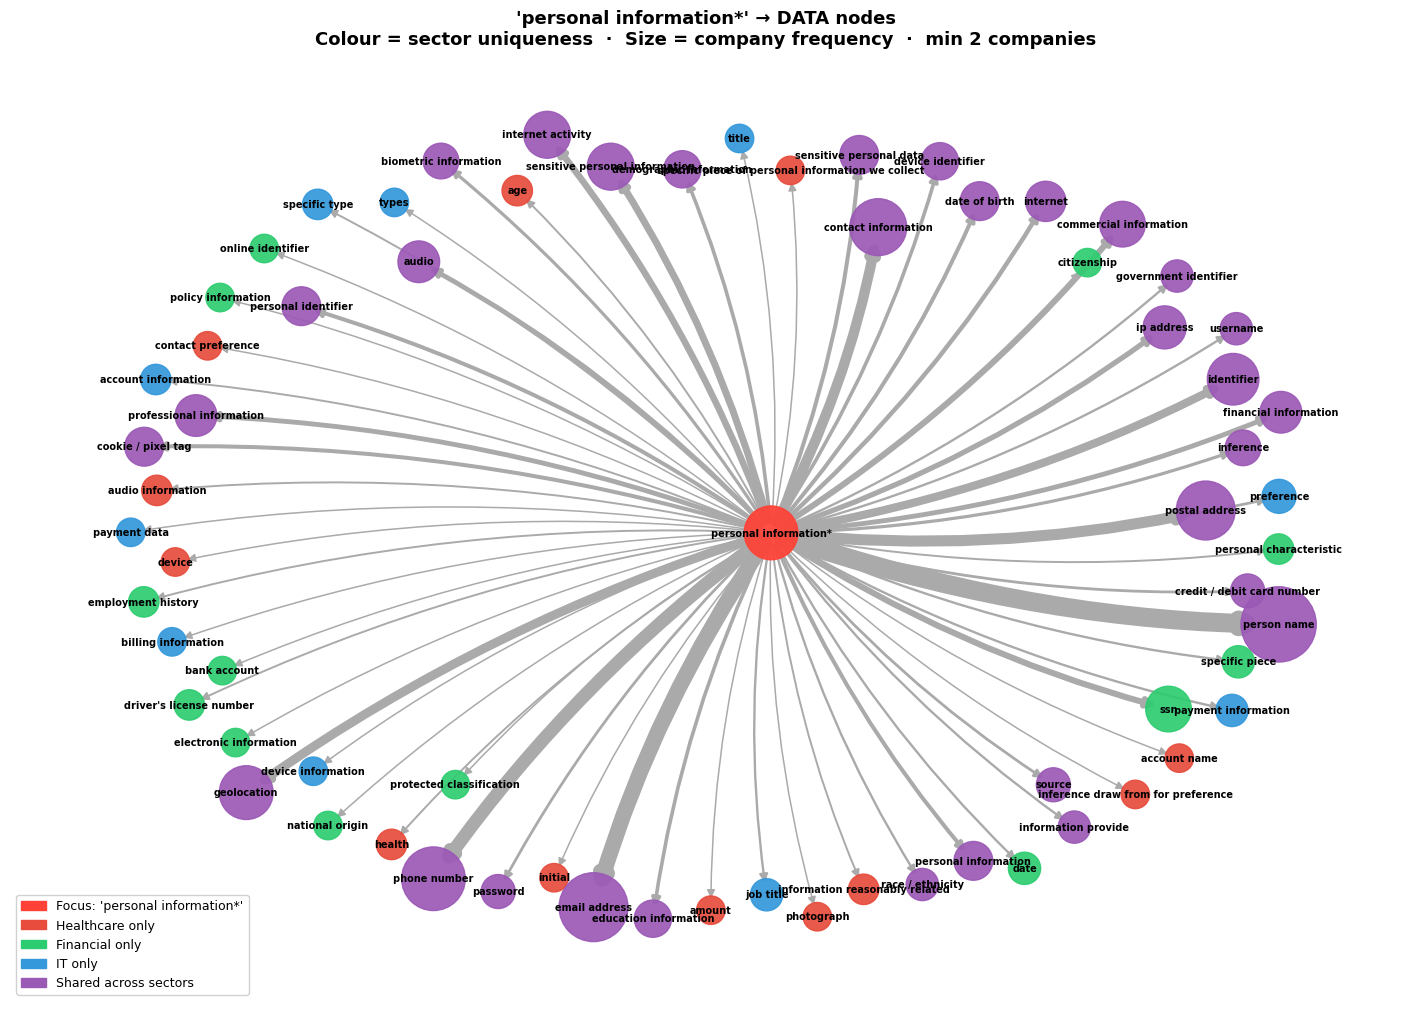 'personal information*' → DATA nodes
Colour = sector uniqueness · Size = company frequency · min 2 companies
internet activity
title
biometric information
sensitive personal information
demographic information
specific piece of personal information we collect
sensitive personal data
device identifier
age
specific type
types
date of birth
internet
contact information
commercial information
online identifier
audio
citizenship
government identifier
policy information
personal identifier
ip address
username
contact preference
account information
identifier
professional information
financial information
cookie / pixel tag
inference
audio information
preference
postal address
payment data
personal information*
personal characteristic
device
credit / debit card number
employment history
person name
billing information
specific piece
bank account
driver's license number
ssn
payment information
electronic information
account name
device information
protected classification
source
geolocation
inference draw from for preference
national origin
information provide
health
personal information
date
phone number
initial
password
job title
information reasonably related
race / ethnicity
email address
education information
amount
photograph
Focus: 'personal information*'
Healthcare only
Financial only
IT only
Shared across sectors